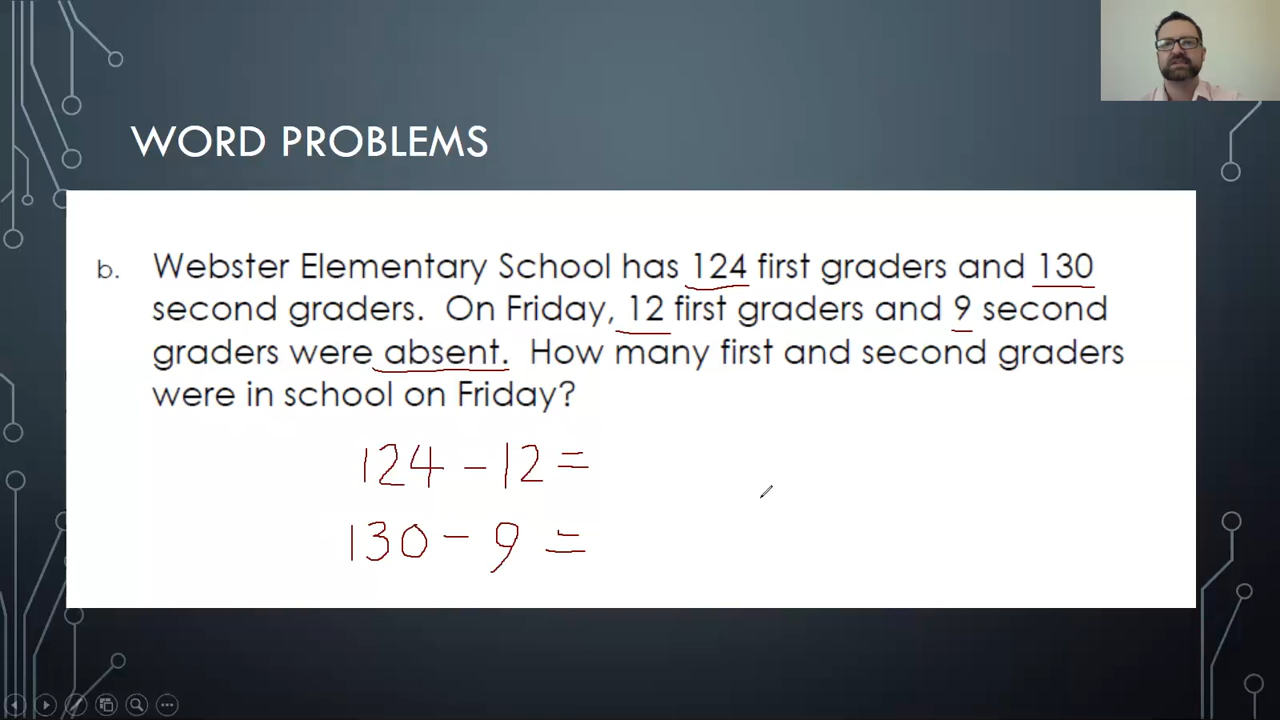 WORD PROBLEMS
b. Webster Elementary School has 124 first graders and 130
second graders. On Friday, 12 first graders and 9 second
graders were absent. How many first and second graders
were in school on Friday?
124 - 12 =
130 - 9 =